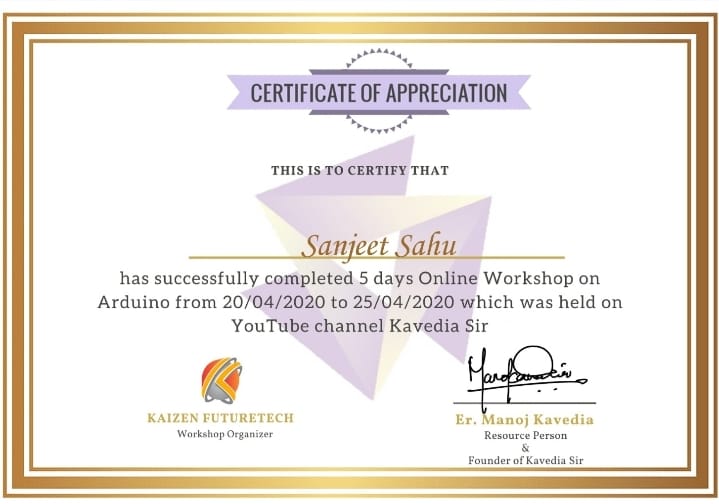 CERTIFICATE OF APPRECIATION
THIS IS TO CERTIFY THAT
Sanjeet Sahu
has successfully completed 5 days Online Workshop on
Arduino from 20/04/2020 to 25/04/2020 which was held on
YouTube channel Kavedia Sir
KAIZEN FUTURETECH
Workshop Organizer
Er. Manoj Kavedia
Resource Person
&
Founder of Kavedia Sir